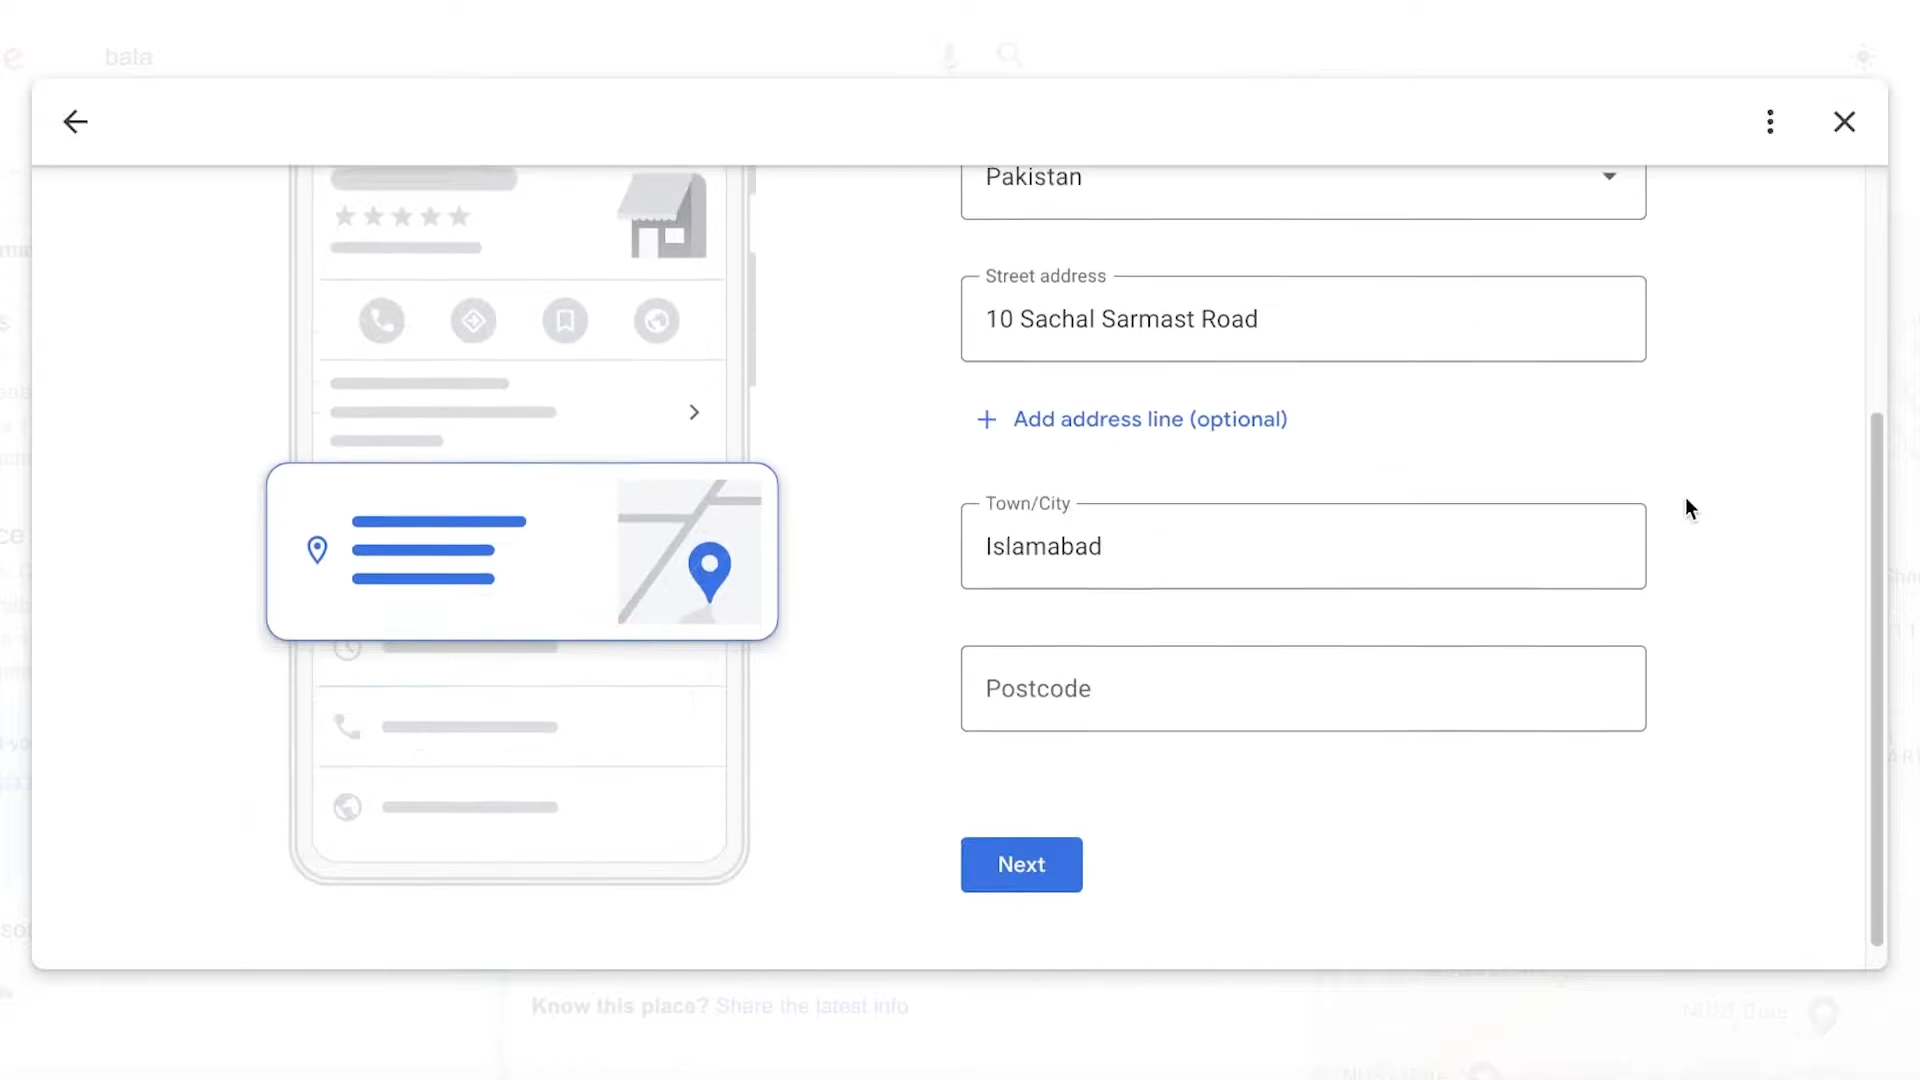 bata
Pakistan
Street address
10 Sachal Sarmast Road
+ Add address line (optional)
Town/City
Islamabad
Postcode
Next
Know this place? Share the latest info